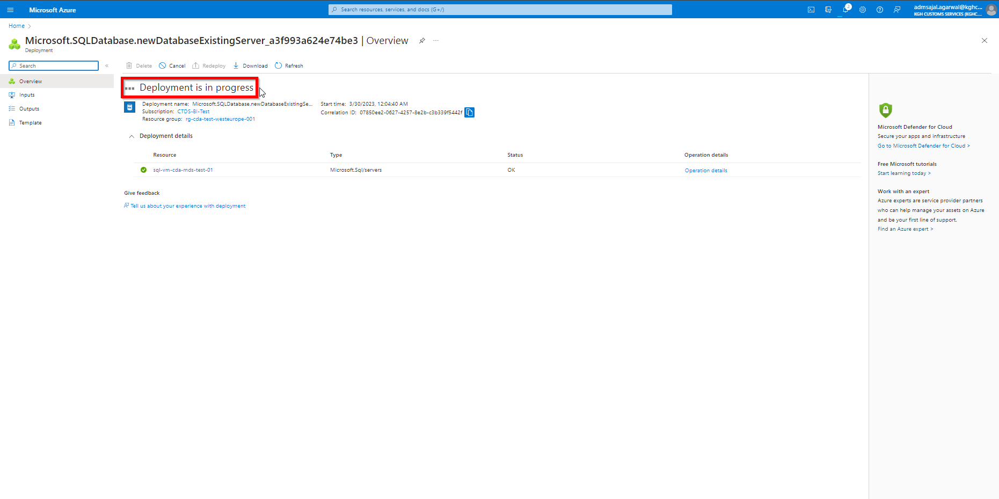 Microsoft Azure
Search resources, services, and docs (G+/)
2
admsajal.agarwal@kghc...
KGH CUSTOMS SERVICES (KGHC....
Home >
Microsoft.SQLDatabase.newDatabaseExistingServer_a3f993a624e74be3 | Overview
...
Deployment
Search
«
Delete
Cancel
Redeploy
Download
Refresh
Overview
Inputs
Outputs
Template
Deployment is in progress
Deployment name: Microsoft.SQLDatabase.newDatabaseExistingSe...
Subscription: CTDS-BI-Test
Resource group: rg-cda-test-westeurope-001
Start time: 3/30/2023, 12:04:40 AM
Correlation ID: 07850ee2-0627-4257-8e2b-c3b339f5442f
Deployment details
Resource Type Status Operation details
sql-vm-cda-mds-test-01 Microsoft.Sql/servers OK Operation details
Give feedback
Tell us about your experience with deployment
Microsoft Defender for Cloud
Secure your apps and infrastructure
Go to Microsoft Defender for Cloud >
Free Microsoft tutorials
Start learning today >
Work with an expert
Azure experts are service provider partners
who can help manage your assets on Azure
and be your first line of support.
Find an Azure expert >